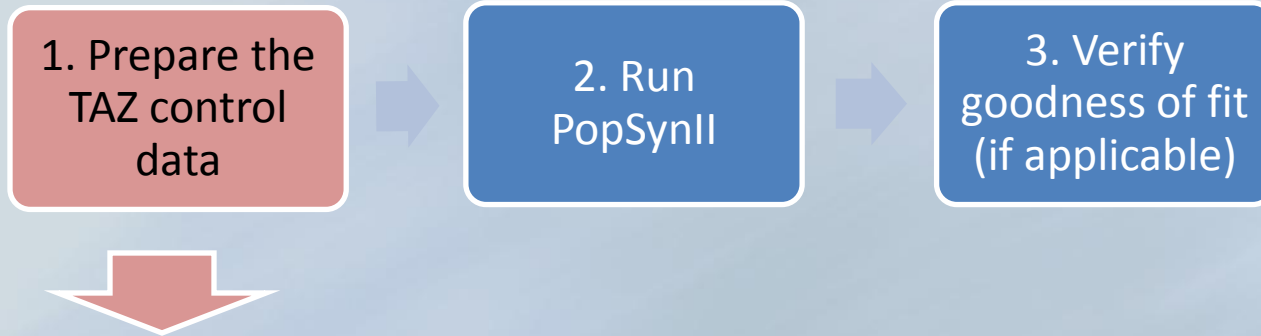 1. Prepare the
TAZ control
data
2. Run
PopSynII
3. Verify
goodness of fit
(if applicable)